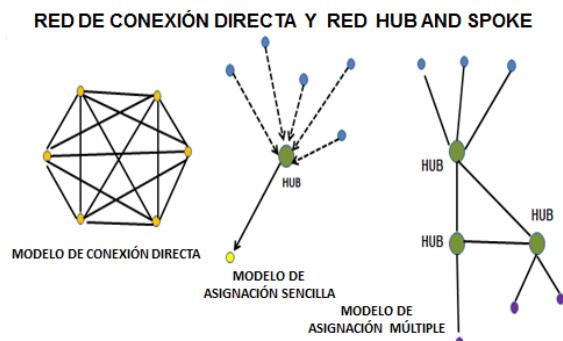 RED DE CONEXIÓN DIRECTA Y RED HUB AND SPOKE
MODELO DE CONEXIÓN DIRECTA
HUB
MODELO DE
ASIGNACIÓN SENCILLA
HUB
HUB
HUB
MODELO DE
ASIGNACIÓN MÚLTIPLE